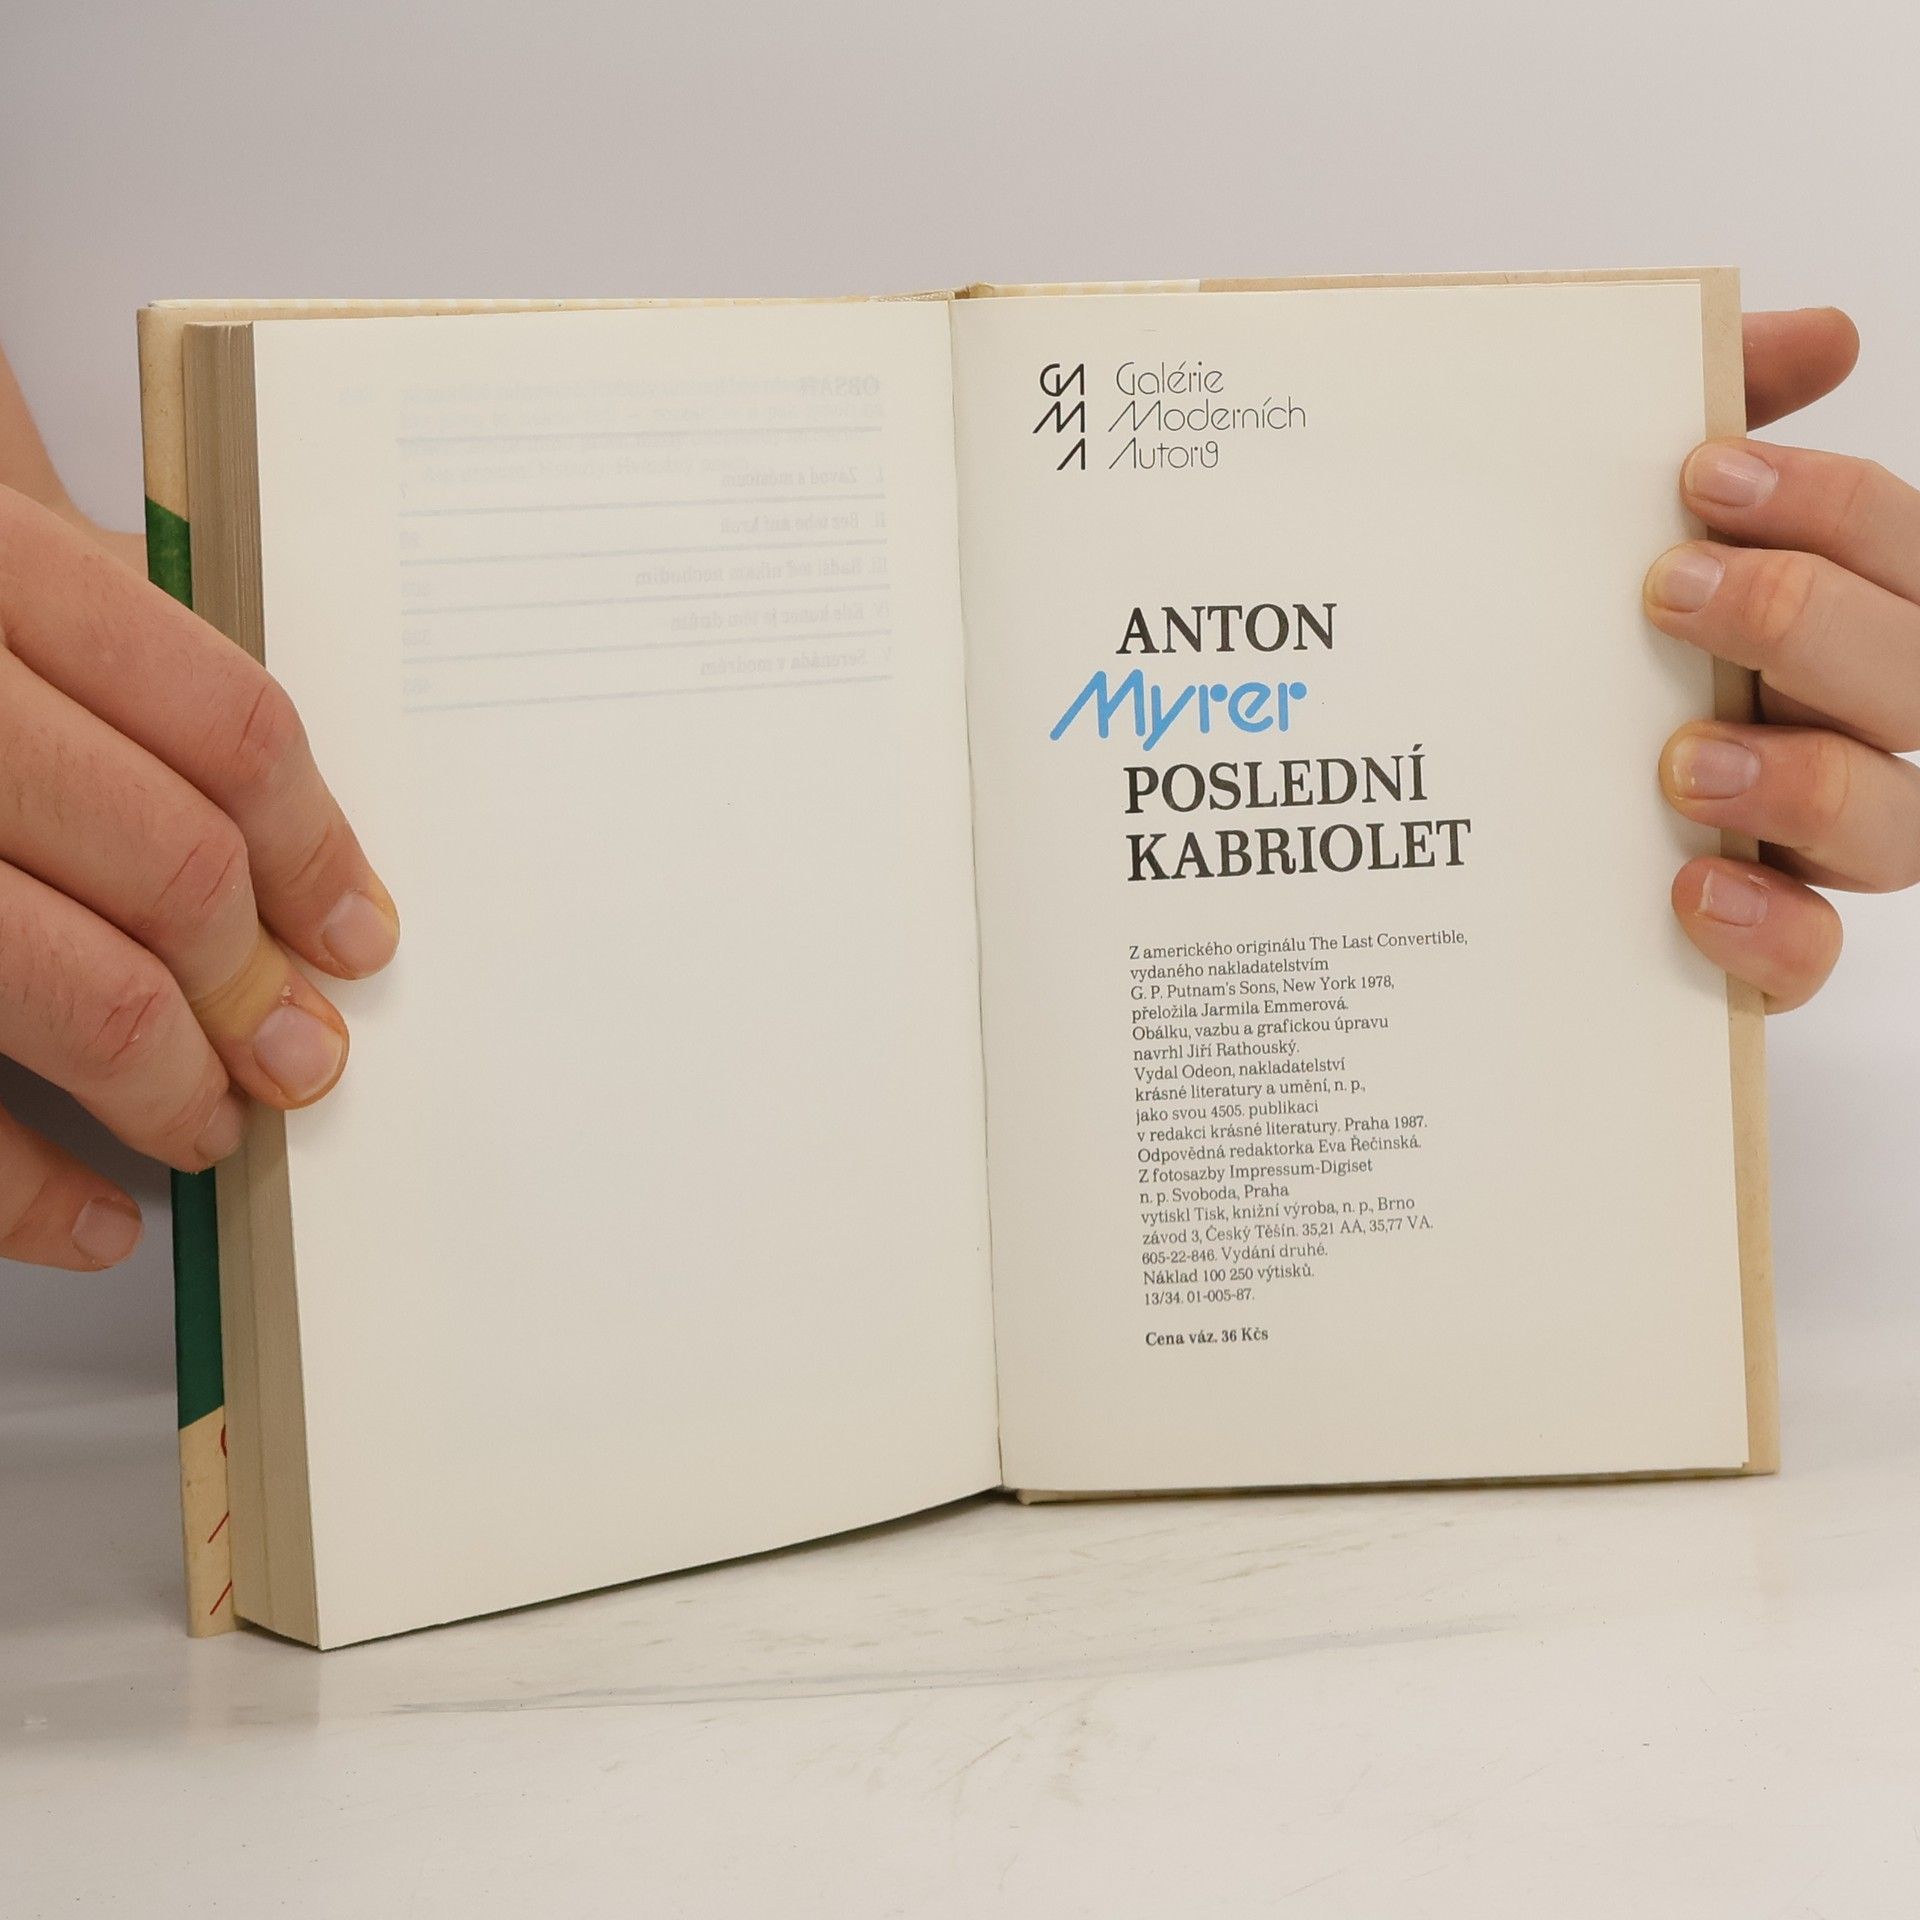 GA Galérie
M Moderních
A Autorů
ANTON
Myrer
POSLEDNÍ
KABRIOLET
Z amerického originálu The Last Convertible,
vydaného nakladatelstvím
G. P. Putnam's Sons, New York 1978,
přeložila Jarmila Emmerová.
Obálku, vazbu a grafickou úpravu
navrhl Jiří Rathouský.
Vydal Odeon, nakladatelství
krásné literatury a umění, n. p.,
jako svou 4505. publikaci
v redakci krásné literatury. Praha 1987.
Odpovědná redaktorka Eva Řečinská.
Z fotosazby Impressum-Digiset
n. p. Svoboda, Praha
vytiskl Tisk, knižní výroba, n. p., Brno
závod 3, Český Těšín. 35,21 AA, 35,77 VA.
605-22-846. Vydání druhé.
Náklad 100 250 výtisků.
13/34. 01-005-87.
Cena váz. 36 Kčs